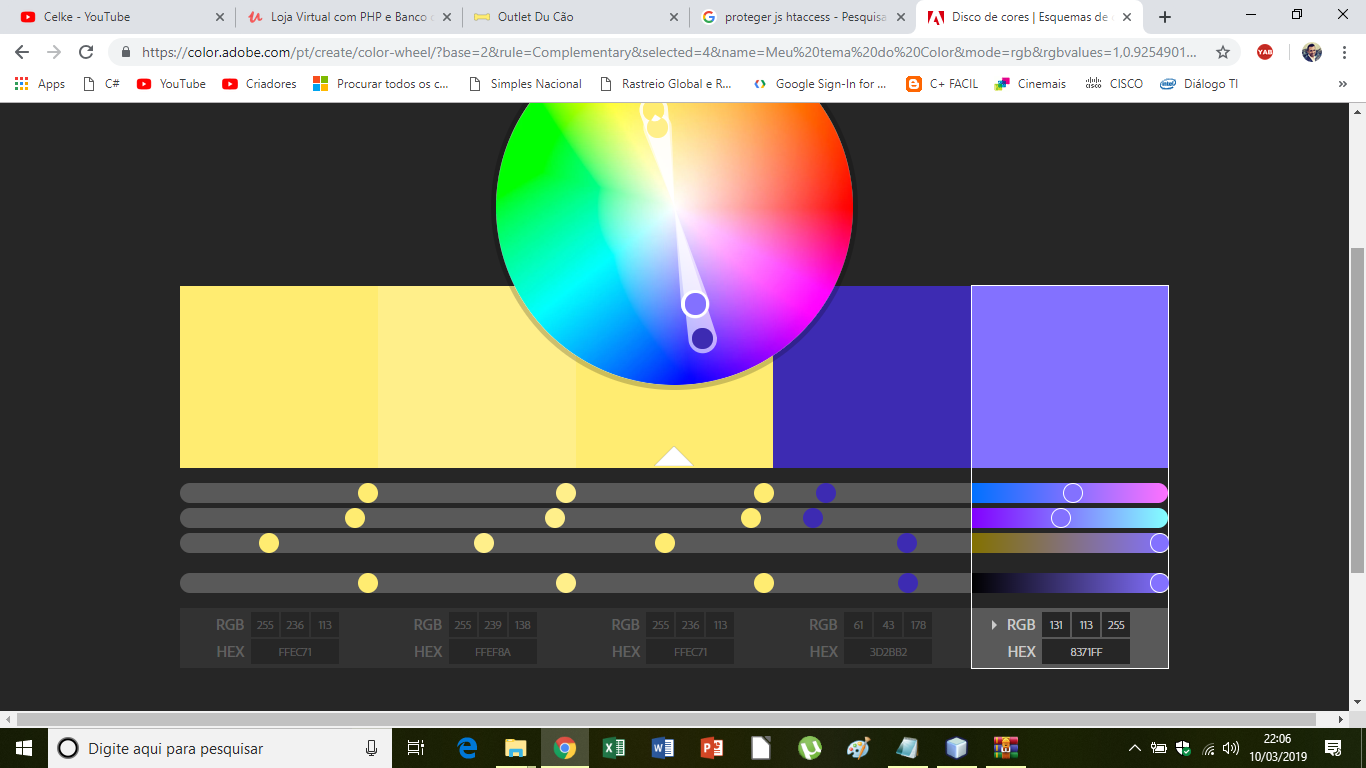 Celke - YouTube
Loja Virtual com PHP e Banco
Outlet Du Cão
proteger js htaccess - Pesquisa
Disco de cores | Esquemas de
https://color.adobe.com/pt/create/color-wheel/?base=2&rule=Complementary&selected=4&name=Meu%20tema%20do%20Color&mode=rgb&rgbvalues=1,0.9254901...
YAB
Apps
C#
YouTube
Criadores
Procurar todos os c...
Simples Nacional
Rastreio Global e R...
Google Sign-In for ...
C+ FACIL
Cinemais
CISCO
Diálogo TI
RGB 255 236 113
HEX FFEC71
RGB 255 239 138
HEX FFEF8A
RGB 255 236 113
HEX FFEC71
RGB 61 43 178
HEX 3D2BB2
RGB 131 113 255
HEX 8371FF
Digite aqui para pesquisar
22:06
10/03/2019